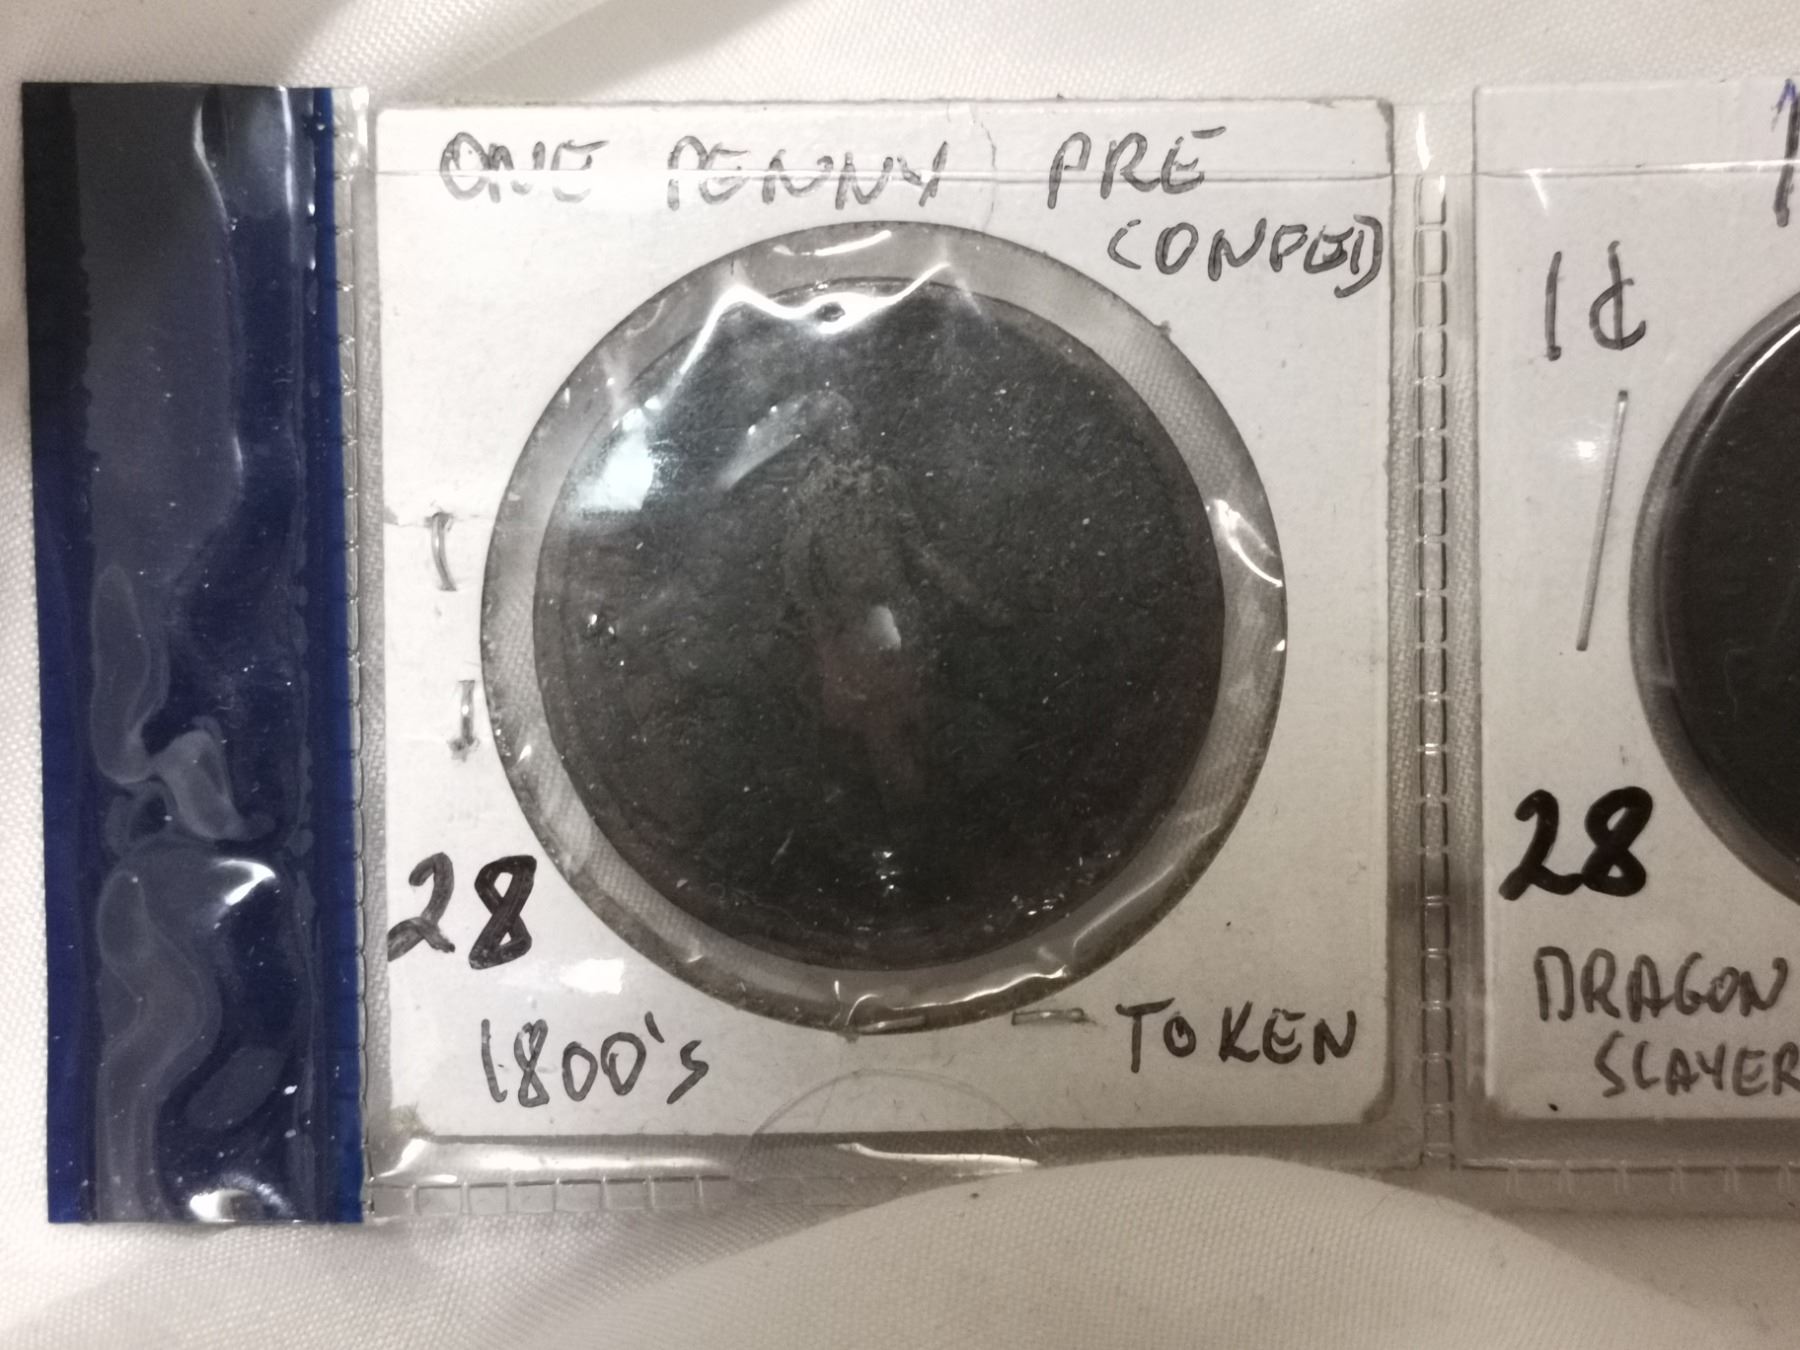 ONE PENNY PRE
CONFED
28
1800's
TOKEN
1¢
28
DRAGON
SLAYER